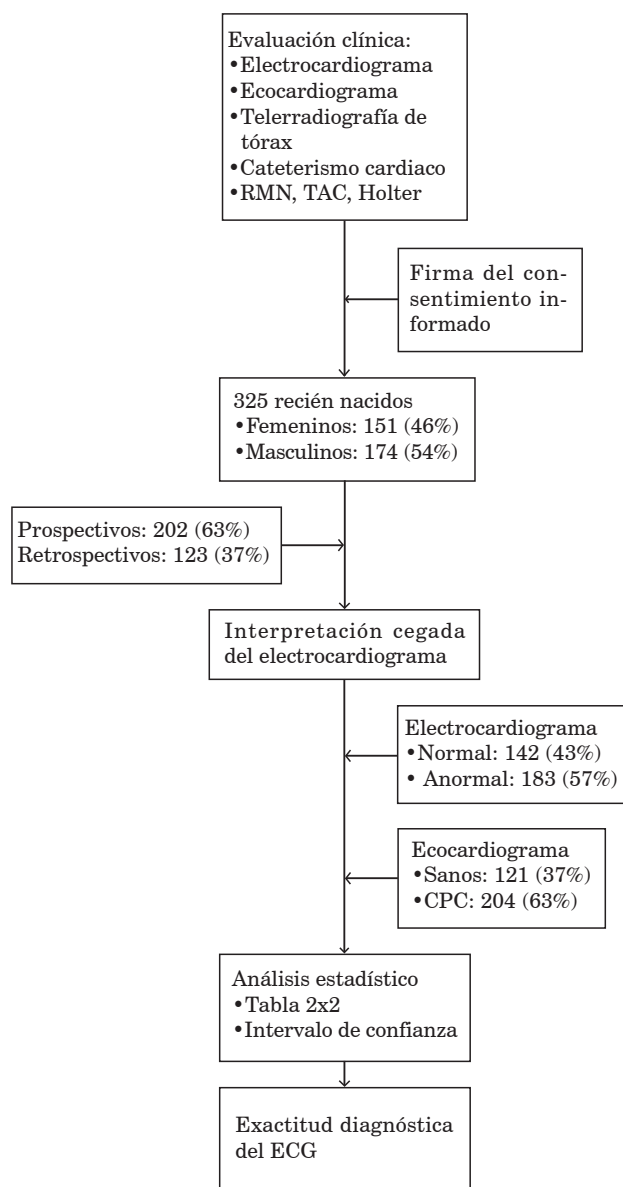 Evaluación clínica:
•Electrocardiograma
•Ecocardiograma
•Telerradiografía de
tórax
•Cateterismo cardiaco
•RMN, TAC, Holter
Firma del con-
sentimiento in-
formado
325 recién nacidos
•Femeninos: 151 (46%)
•Masculinos: 174 (54%)
Prospectivos: 202 (63%)
Retrospectivos: 123 (37%)
Interpretación cegada
del electrocardiograma
Electrocardiograma
•Normal: 142 (43%)
• Anormal: 183 (57%)
Ecocardiograma
•Sanos: 121 (37%)
•CPC: 204 (63%)
Análisis estadístico
•Tabla 2x2
•Intervalo de confianza
Exactitud diagnóstica
del ECG